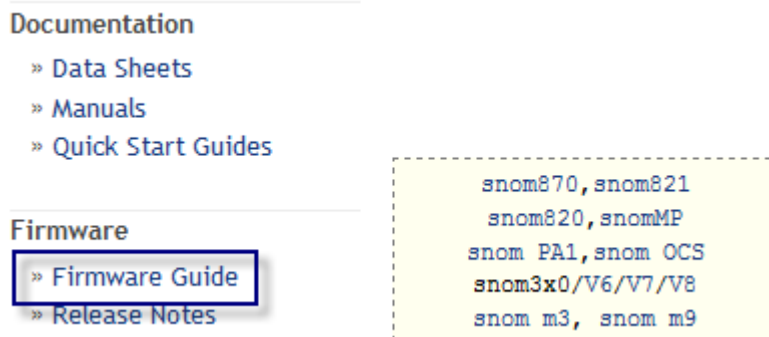 Documentation
» Data Sheets
» Manuals
» Quick Start Guides
Firmware
» Firmware Guide
» Release Notes
snom870,snom821
snom820,snomMP
snom PA1,snom OCS
snom3x0/V6/V7/V8
snom m3, snom m9